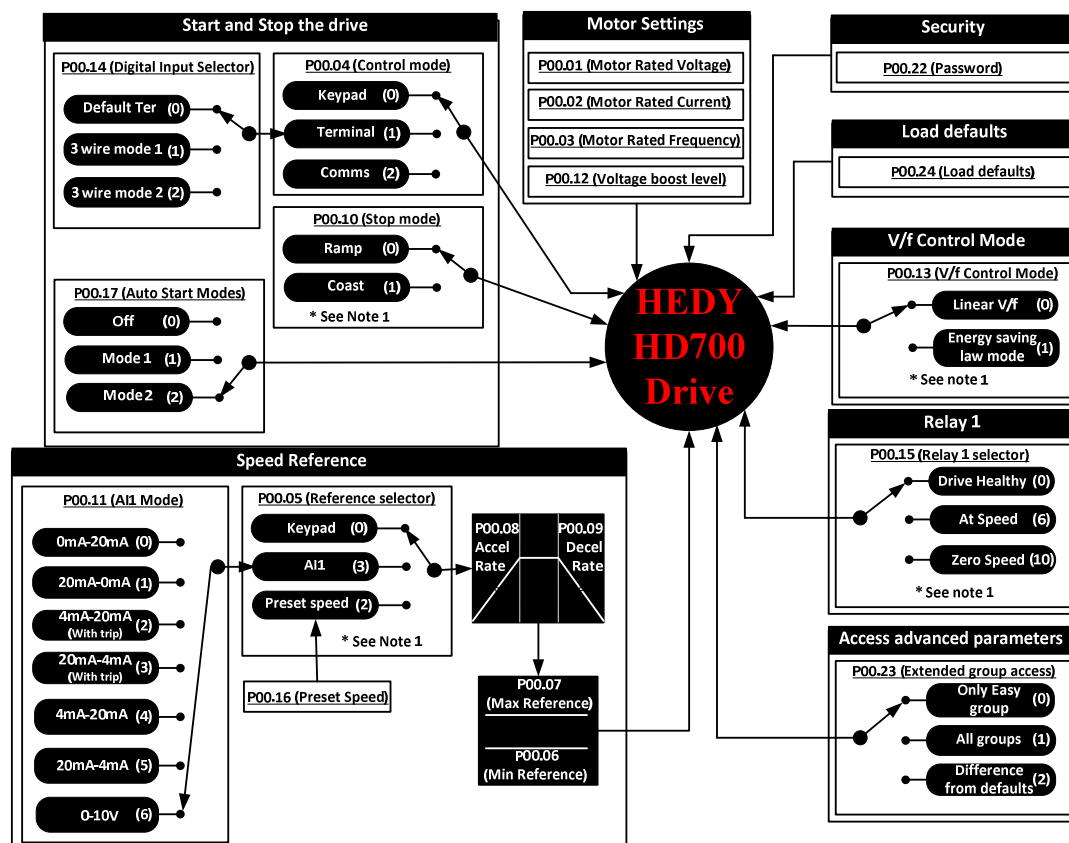 Start and Stop the drive
P00.14 (Digital Input Selector)
Default Ter (0)
3 wire mode 1 (1)
3 wire mode 2 (2)
P00.04 (Control mode)
Keypad (0)
Terminal (1)
Comms (2)
P00.10 (Stop mode)
Ramp (0)
Coast (1)
* See Note 1
P00.17 (Auto Start Modes)
Off (0)
Mode 1 (1)
Mode 2 (2)
Motor Settings
P00.01 (Motor Rated Voltage)
P00.02 (Motor Rated Current)
P00.03 (Motor Rated Frequency)
P00.12 (Voltage boost level)
HEDY
HD700
Drive
Security
P00.22 (Password)
Load defaults
P00.24 (Load defaults)
V/f Control Mode
P00.13 (V/f Control Mode)
Linear V/f (0)
Energy saving
law mode (1)
* See note 1
Relay 1
P00.15 (Relay 1 selector)
Drive Healthy (0)
At Speed (6)
Zero Speed (10)
* See note 1
Access advanced parameters
P00.23 (Extended group access)
Only Easy
group (0)
All groups (1)
Difference
from defaults (2)
Speed Reference
P00.11 (AI1 Mode)
0mA-20mA (0)
20mA-0mA (1)
4mA-20mA (2)
(With trip)
20mA-4mA (3)
(With trip)
4mA-20mA (4)
20mA-4mA (5)
0-10V (6)
P00.05 (Reference selector)
Keypad (0)
AI1 (3)
Preset speed (2)
* See Note 1
P00.16 (Preset Speed)
P00.08
Accel
Rate
P00.09
Decel
Rate
P00.07
(Max Reference)
P00.06
(Min Reference)